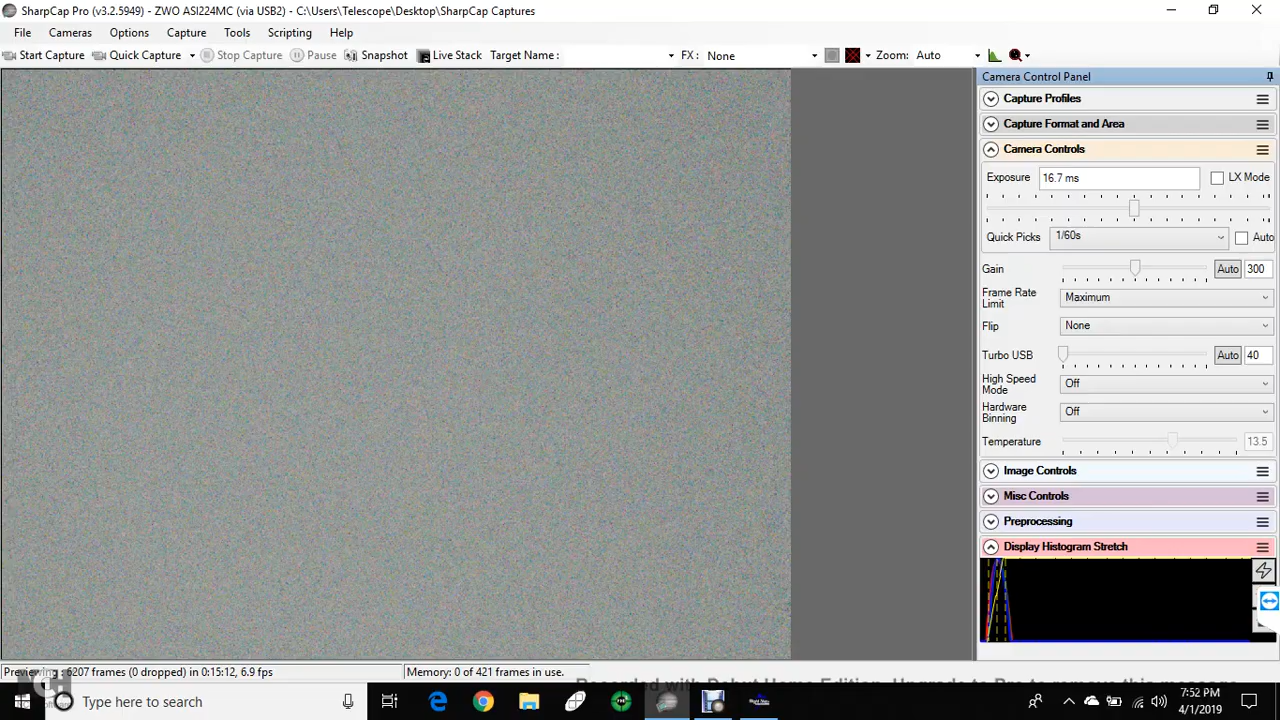 SharpCap Pro (v3.2.5949) - ZWO ASI224MC (via USB2) - C:\Users\Telescope\Desktop\SharpCap Captures
File Cameras Options Capture Tools Scripting Help
Start Capture Quick Capture Stop Capture Pause Snapshot Live Stack Target Name : FX : None Zoom: Auto
Camera Control Panel
Capture Profiles
Capture Format and Area
Camera Controls
Exposure 16.7 ms LX Mode
Quick Picks 1/60s Auto
Gain Auto 300
Frame Rate Limit Maximum
Flip None
Turbo USB Auto 40
High Speed Mode Off
Hardware Binning Off
Temperature 13.5
Image Controls
Misc Controls
Preprocessing
Display Histogram Stretch
Previewing : 6207 frames (0 dropped) in 0:15:12, 6.9 fps Memory: 0 of 421 frames in use.
Type here to search
7:52 PM
4/1/2019